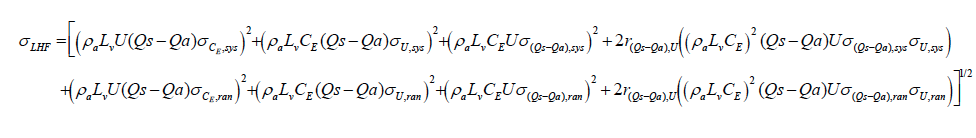 σ_LHF = [(ρ_a L_v U(Qs−Qa)σ_{C_E,sys})² + (ρ_a L_v C_E (Qs−Qa)σ_{U,sys})² + (ρ_a L_v C_E Uσ_{(Qs−Qa),sys})² + 2r_{(Qs−Qa),U}((ρ_a L_v C_E)² (Qs−Qa)Uσ_{(Qs−Qa),sys}σ_{U,sys})
+(ρ_a L_v U(Qs−Qa)σ_{C_E,ran})² + (ρ_a L_v C_E (Qs−Qa)σ_{U,ran})² + (ρ_a L_v C_E Uσ_{(Qs−Qa),ran})² + 2r_{(Qs−Qa),U}((ρ_a L_v C_E)² (Qs−Qa)Uσ_{(Qs−Qa),ran}σ_{U,ran})]^{1/2}